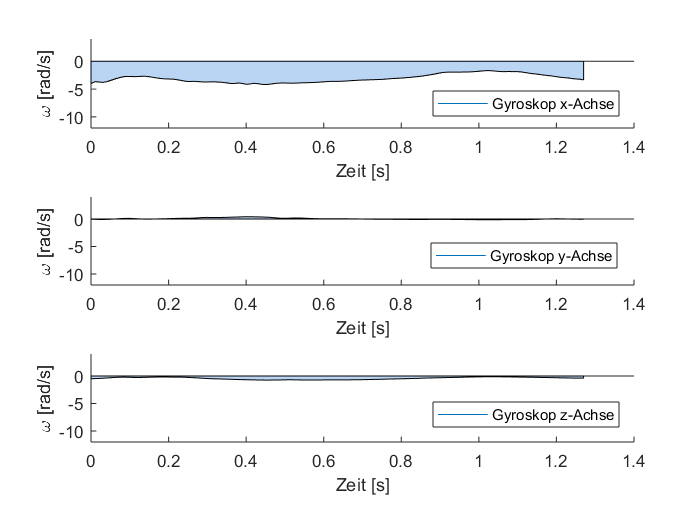 0
-5
-10
ω [rad/s]
Gyroskop x-Achse
0 0.2 0.4 0.6 0.8 1 1.2 1.4
Zeit [s]
0
-5
-10
ω [rad/s]
Gyroskop y-Achse
0 0.2 0.4 0.6 0.8 1 1.2 1.4
Zeit [s]
0
-5
-10
ω [rad/s]
Gyroskop z-Achse
0 0.2 0.4 0.6 0.8 1 1.2 1.4
Zeit [s]